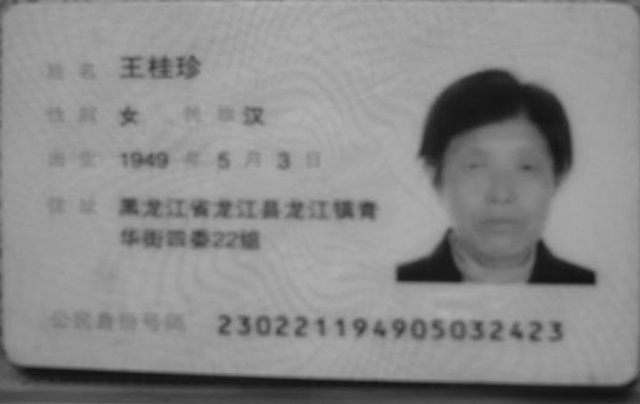 姓名 王桂珍
性别 女 民族 汉
出生 1949 年 5 月 3 日
住址 黑龙江省龙江县龙江镇青
华街四委22组
公民身份号码 230221194905032423